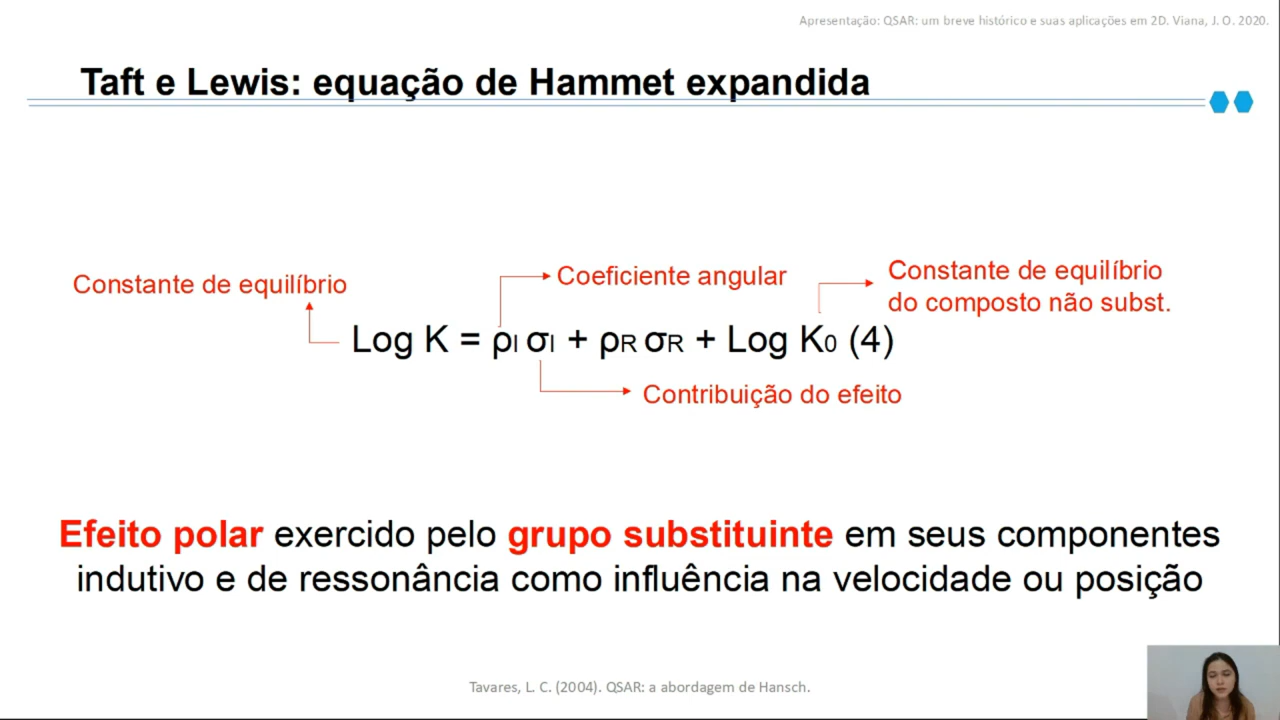 Apresentação: QSAR: um breve histórico e suas aplicações em 2D. Viana, J. O. 2020.
Taft e Lewis: equação de Hammet expandida
Constante de equilíbrio
Coeficiente angular
Constante de equilíbrio
do composto não subst.
Log K = ρI σI + ρR σR + Log K0 (4)
Contribuição do efeito
Efeito polar exercido pelo grupo substituinte em seus componentes
indutivo e de ressonância como influência na velocidade ou posição
Tavares, L. C. (2004). QSAR: a abordagem de Hansch.